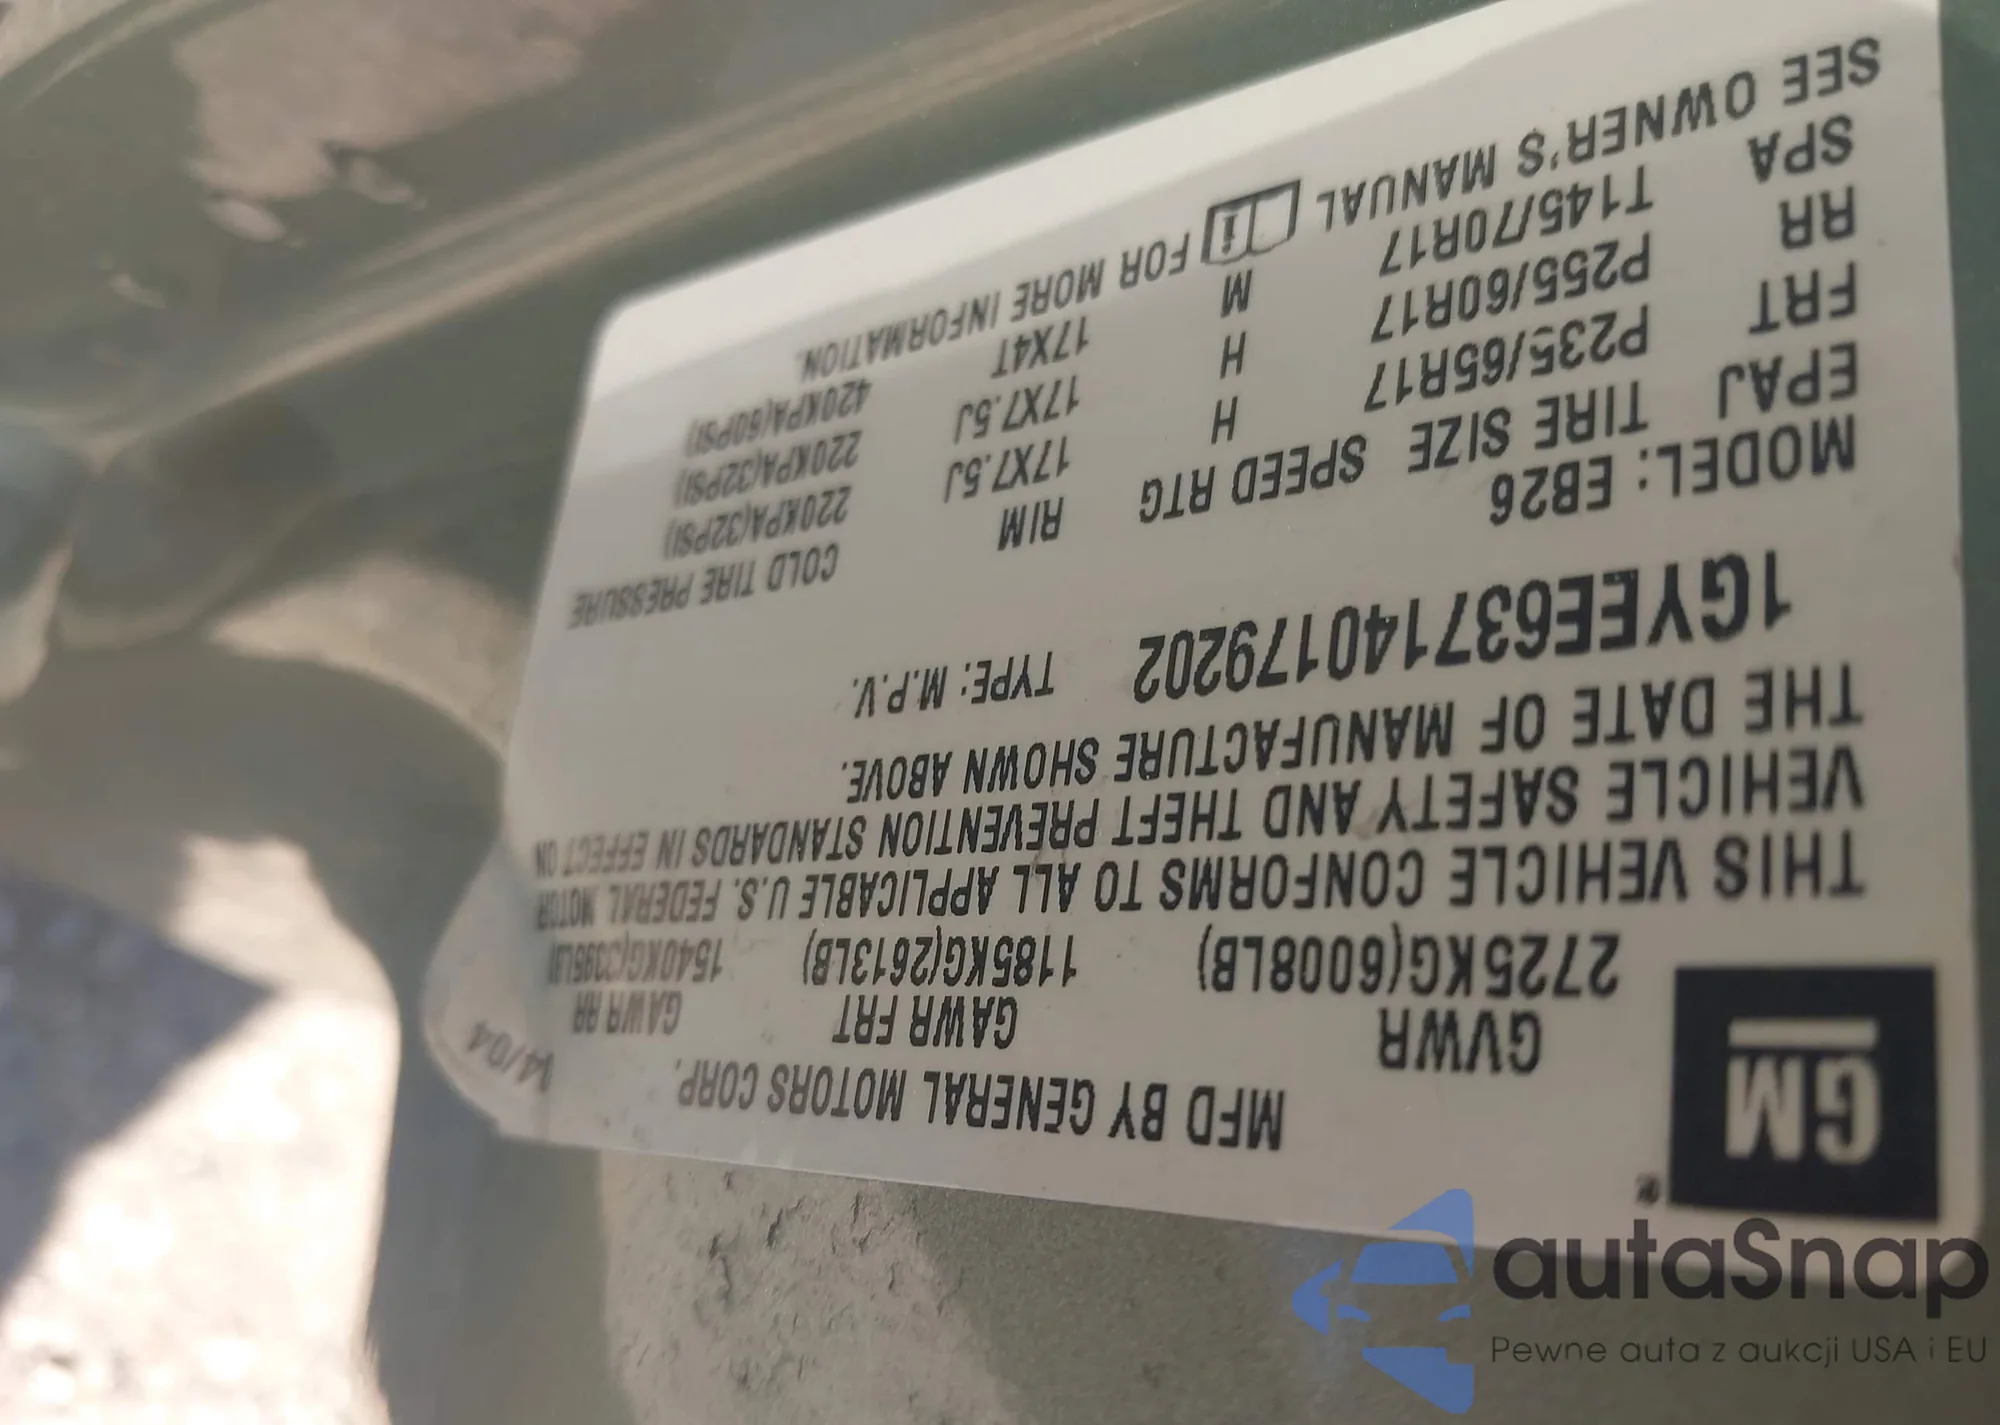 GM
MFD BY GENERAL MOTORS CORP.
GVWR GAWR FRT GAWR RR
2725KG(6008LB) 1185KG(2613LB) 1540KG(3395LB)
THIS VEHICLE CONFORMS TO ALL APPLICABLE U.S. FEDERAL MOTOR
VEHICLE SAFETY AND THEFT PREVENTION STANDARDS IN EFFECT ON
THE DATE OF MANUFACTURE SHOWN ABOVE.
1GYEE637140179202 TYPE: M.P.V.
MODEL: EB26
EPAJ TIRE SIZE SPEED RTG RIM COLD TIRE PRESSURE
FRT P235/65R17 H 17X7.5J 220KPA(32PSI)
RR P255/60R17 H 17X7.5J 220KPA(32PSI)
SPA T145/70R17 M 17X4T 420KPA(60PSI)
SEE OWNER'S MANUAL i FOR MORE INFORMATION.
autaSnap
Pewne auta z aukcji USA i EU